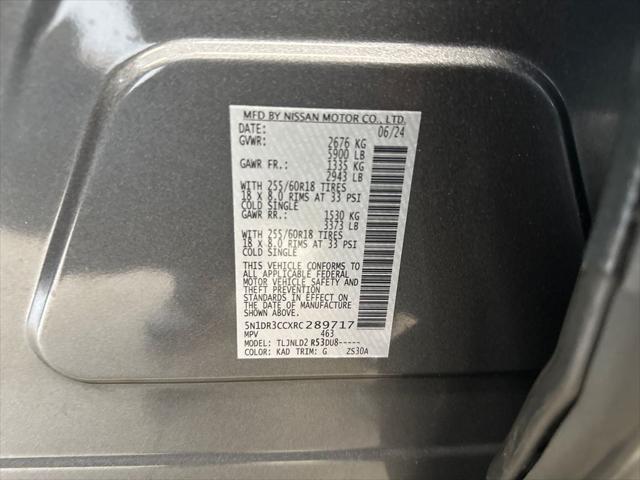 MFD BY NISSAN MOTOR CO., LTD.
DATE: 06/24
GVWR: 2676 KG
5900 LB
GAWR FR.: 1335 KG
2943 LB
WITH 255/60R18 TIRES
18 X 8.0 RIMS AT 33 PSI
COLD SINGLE
GAWR RR.: 1530 KG
3373 LB
WITH 255/60R18 TIRES
18 X 8.0 RIMS AT 33 PSI
COLD SINGLE
THIS VEHICLE CONFORMS TO
ALL APPLICABLE FEDERAL
MOTOR VEHICLE SAFETY AND
THEFT PREVENTION
STANDARDS IN EFFECT ON
THE DATE OF MANUFACTURE
SHOWN ABOVE.
5N1DR3CCXRC289717
MPV 463
MODEL: TLJNLD2 R53DU8-----
COLOR: KAD TRIM: G ZS30A